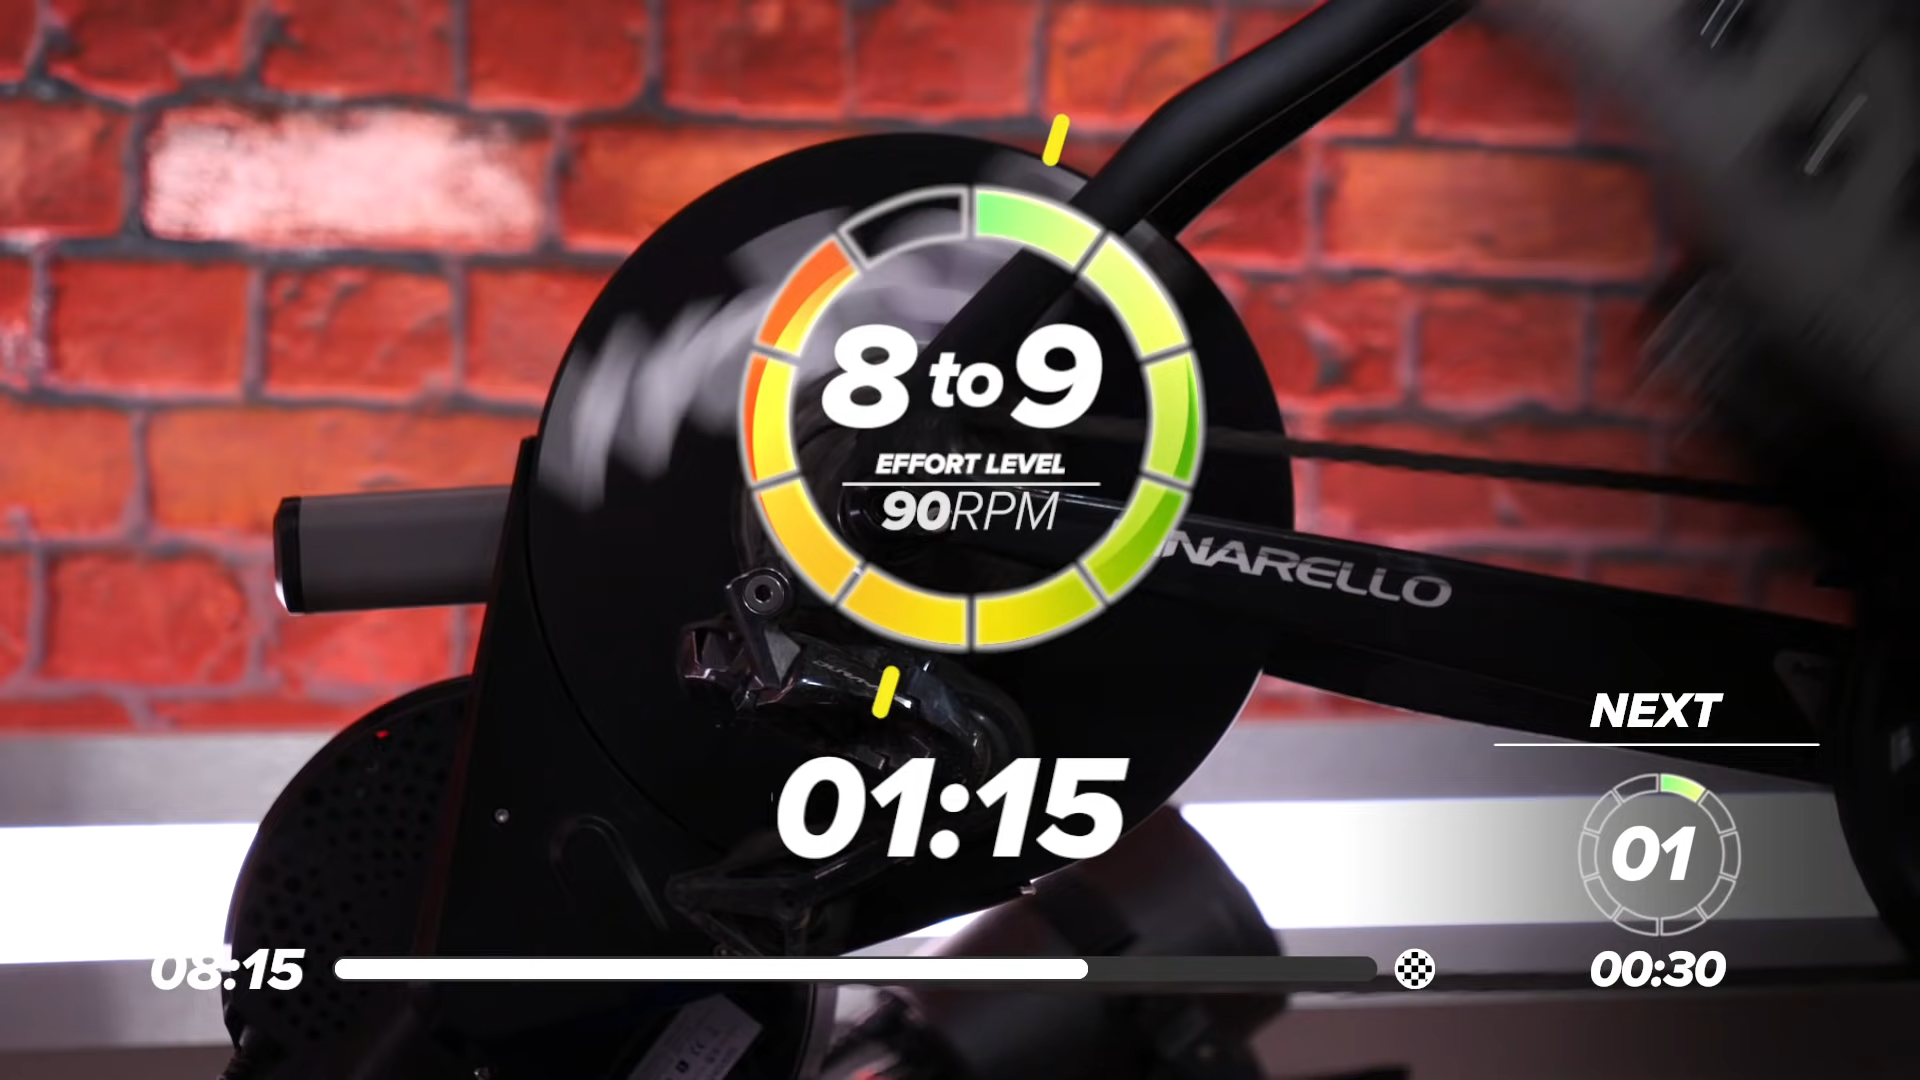 8 to 9
EFFORT LEVEL
90RPM
NARELLO
NEXT
01:15
01
08:15
00:30